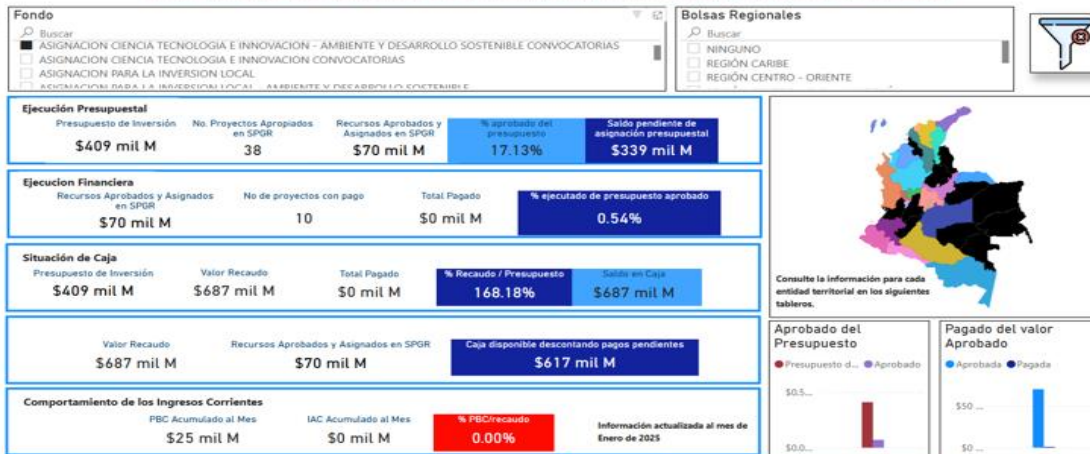 Fondo
Buscar
ASIGNACION CIENCIA TECNOLOGIA E INNOVACION - AMBIENTE Y DESARROLLO SOSTENIBLE CONVOCATORIAS
ASIGNACION CIENCIA TECNOLOGIA E INNOVACION CONVOCATORIAS
ASIGNACION PARA LA INVERSION LOCAL
ASIGNACION PARA LA INVERSION LOCAL - AMBIENTE Y DESARROLLO SOSTENIBLE
Bolsas Regionales
Buscar
NINGUNO
REGIÓN CARIBE
REGIÓN CENTRO - ORIENTE
Ejecución Presupuestal
Presupuesto de Inversión
$409 mil M
No. Proyectos Apropiados en SPGR
38
Recursos Aprobados y Asignados en SPGR
$70 mil M
% aprobado del presupuesto
17.13%
Saldo pendiente de asignación presupuestal
$339 mil M
Ejecucion Financiera
Recursos Aprobados y Asignados en SPGR
$70 mil M
No de proyectos con pago
10
Total Pagado
$0 mil M
% ejecutado de presupuesto aprobado
0.54%
Situación de Caja
Presupuesto de Inversión
$409 mil M
Valor Recaudo
$687 mil M
Total Pagado
$0 mil M
% Recaudo / Presupuesto
168.18%
Saldo en Caja
$687 mil M
Valor Recaudo
$687 mil M
Recursos Aprobados y Asignados en SPGR
$70 mil M
Caja disponible descontando pagos pendientes
$617 mil M
Comportamiento de los Ingresos Corrientes
PBC Acumulado al Mes
$25 mil M
IAC Acumulado al Mes
$0 mil M
% PBC/recaudo
0.00%
Información actualizada al mes de
Enero de 2025
Consulte la información para cada
entidad territorial en los siguientes
tableros.
Aprobado del
Presupuesto
Presupuesto d... Aprobado
$0.5...
$0.0...
Pagado del valor
Aprobado
Aprobada Pagada
$50 ...
$0 ...